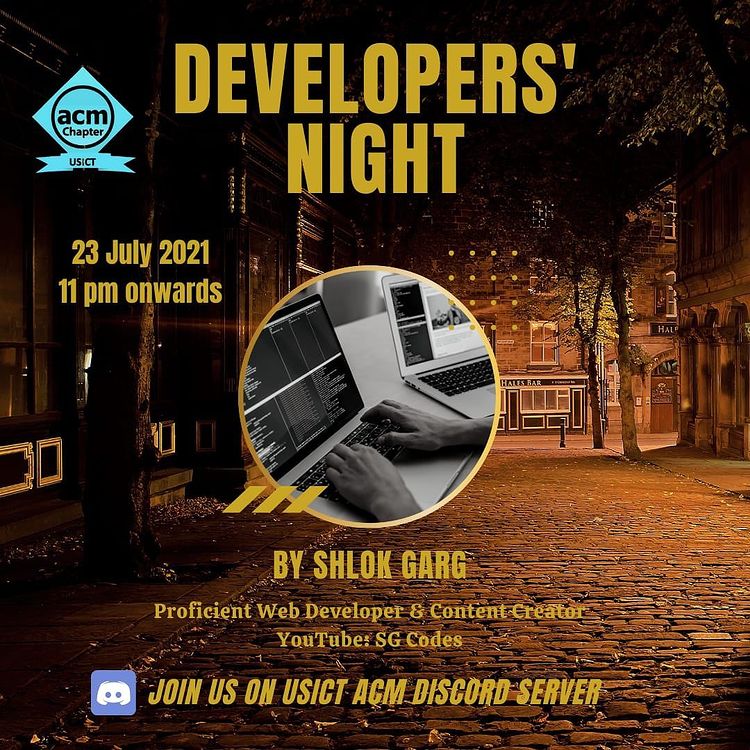 DEVELOPERS'
NIGHT
acm
Chapter
USICT
23 July 2021
11 pm onwards
HALES BAR
HALE
BY SHLOK GARG
Proficient Web Developer & Content Creator
YouTube: SG Codes
JOIN US ON USICT ACM DISCORD SERVER